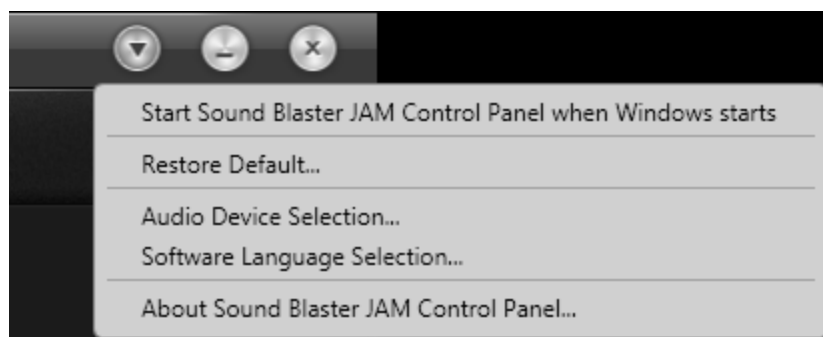 Start Sound Blaster JAM Control Panel when Windows starts
Restore Default...
Audio Device Selection...
Software Language Selection...
About Sound Blaster JAM Control Panel...